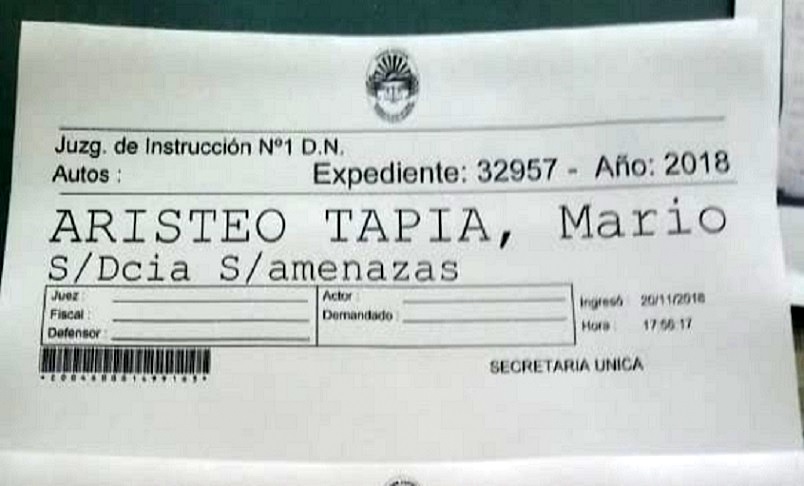 Juzg. de Instrucción Nº1 D.N.
Autos : Expediente: 32957 - Año: 2018
ARISTEO TAPIA, Mario
S/Dcia S/amenazas
Juez :
Fiscal :
Defensor :
Actor :
Demandado :
Ingresó 20/11/2018
Hora : 17:56:17
SECRETARIA UNICA